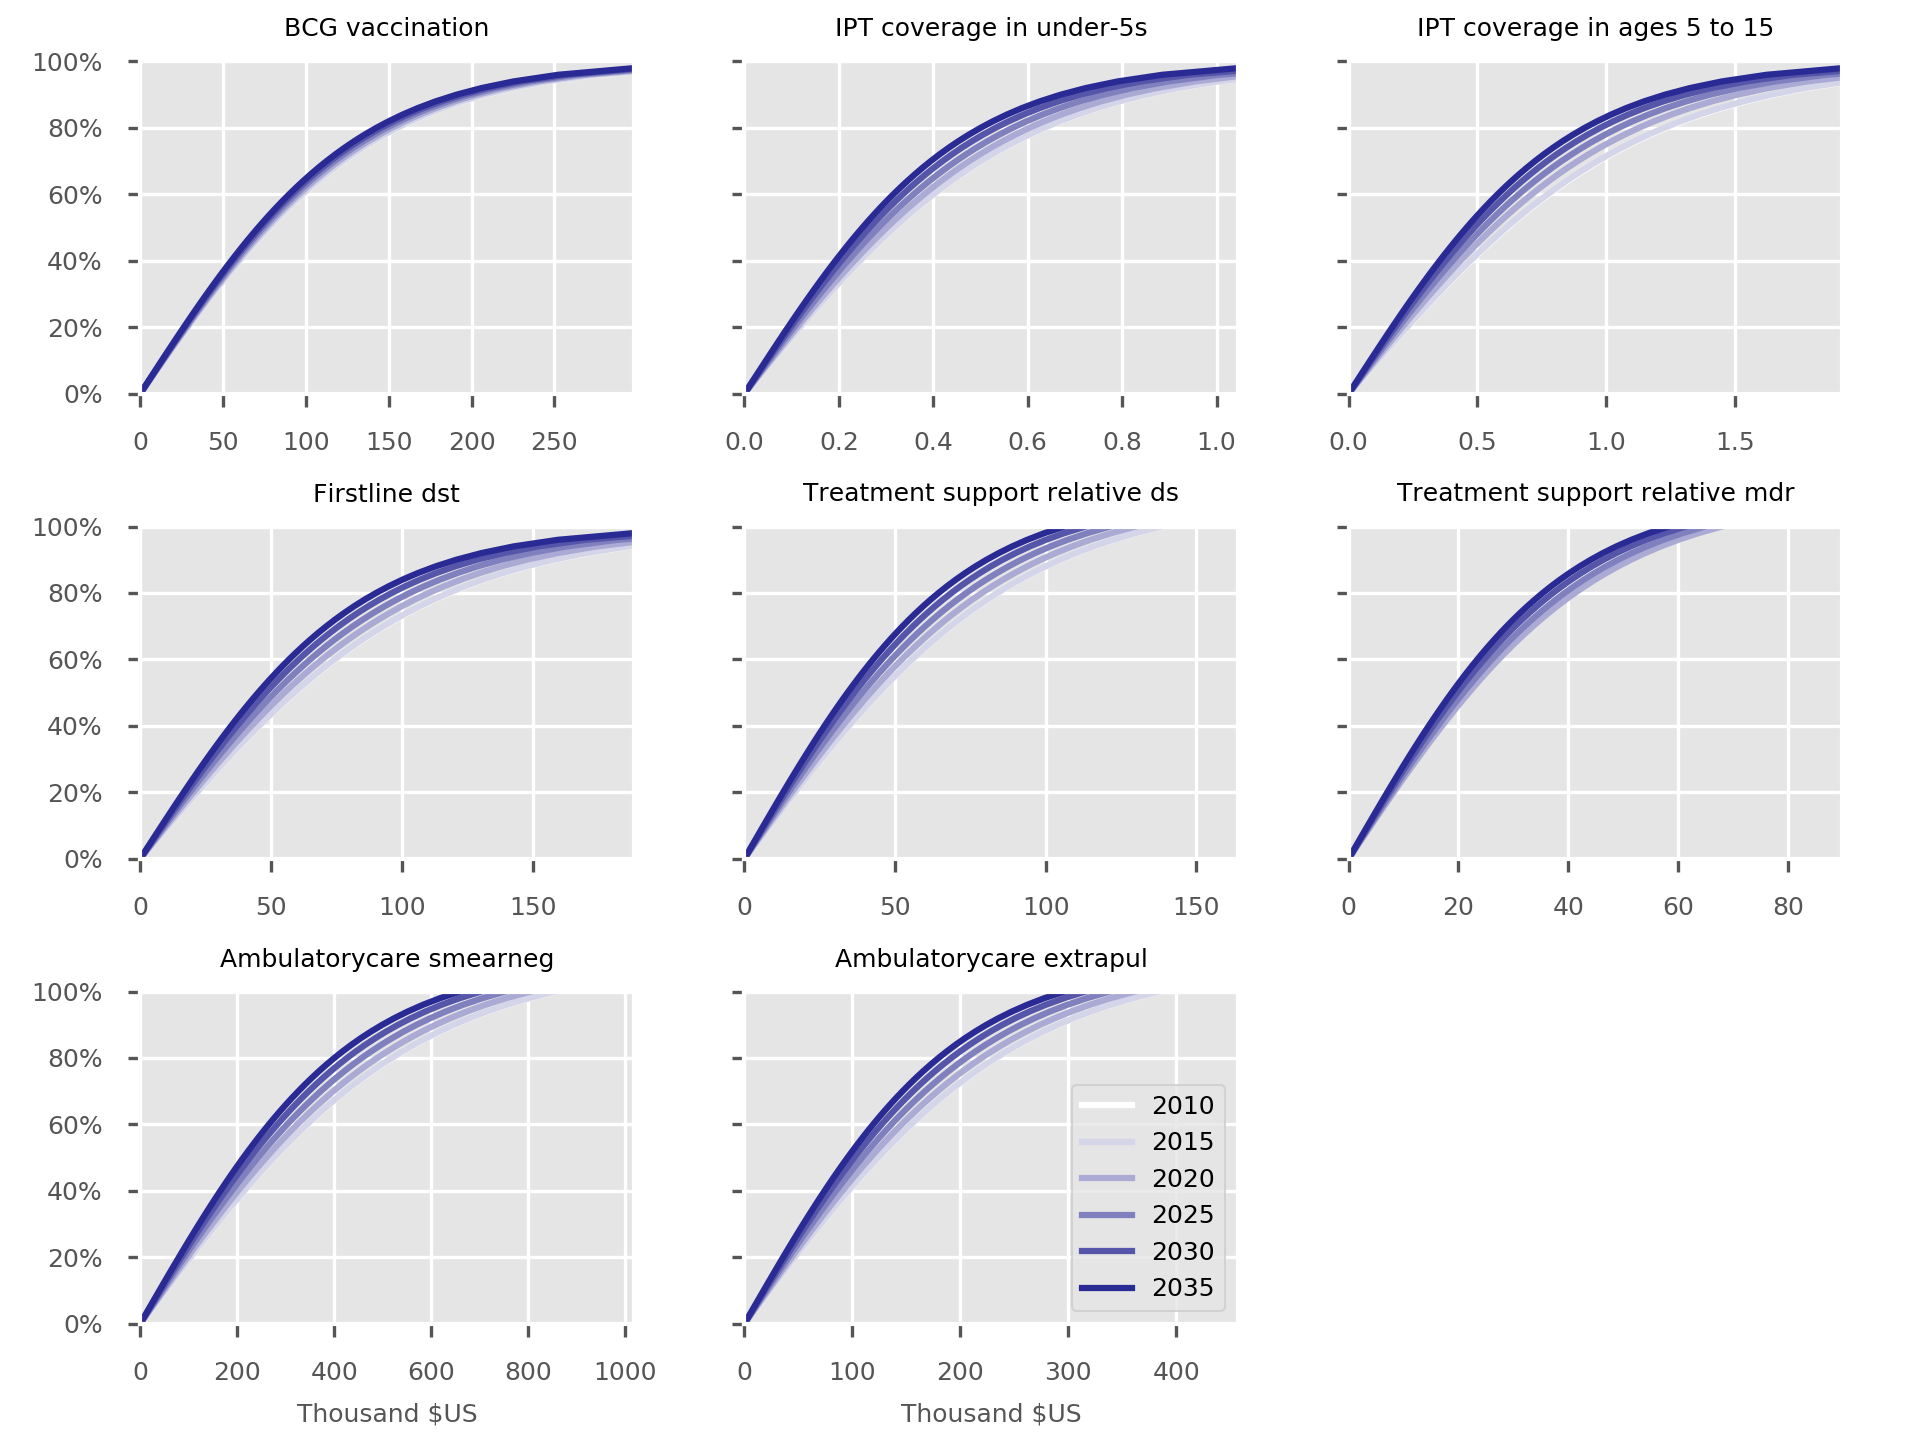 BCG vaccination
IPT coverage in under-5s
IPT coverage in ages 5 to 15
100%
80%
60%
40%
20%
0%
0 50 100 150 200 250
0.0 0.2 0.4 0.6 0.8 1.0
0.0 0.5 1.0 1.5
Firstline dst
Treatment support relative ds
Treatment support relative mdr
100%
80%
60%
40%
20%
0%
0 50 100 150
0 50 100 150
0 20 40 60 80
Ambulatorycare smearneg
Ambulatorycare extrapul
100%
80%
60%
40%
20%
0%
2010
2015
2020
2025
2030
2035
0 200 400 600 800 1000
0 100 200 300 400
Thousand $US
Thousand $US